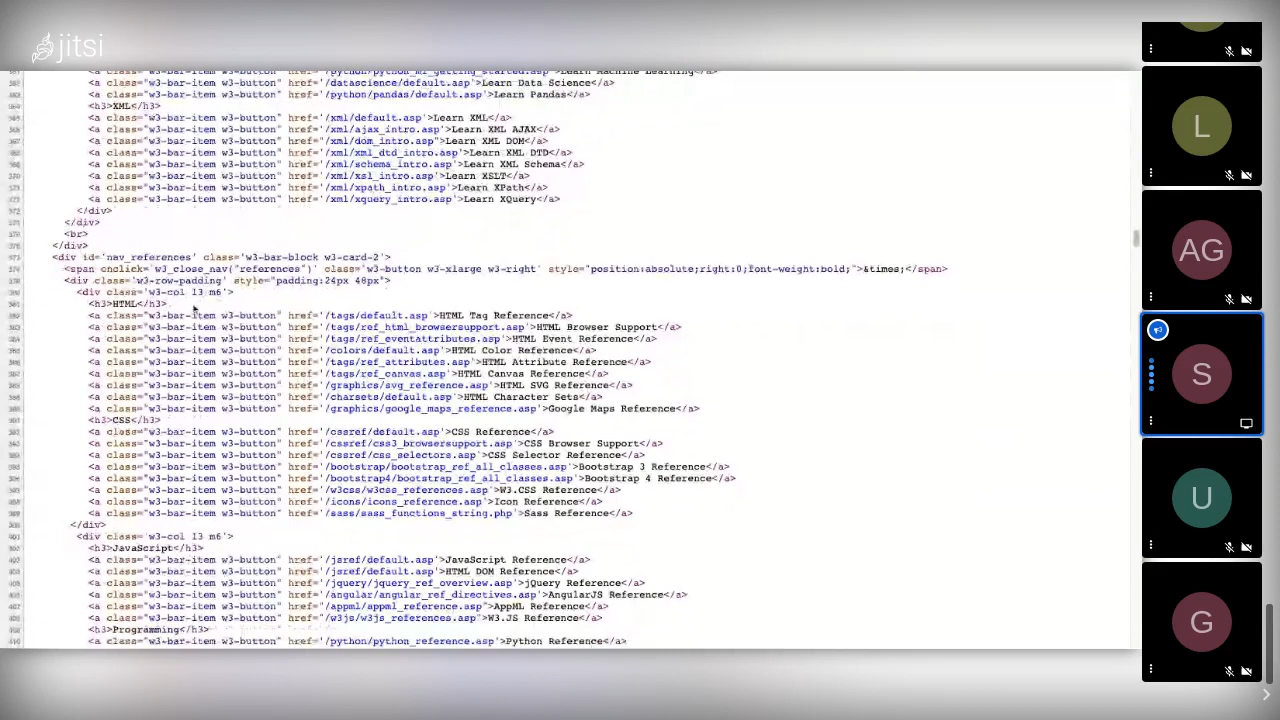 jitsi
<a class="w3-bar-item w3-button" href='/python/python_ml_getting_started.asp'>Learn Machine Learning</a>
<a class="w3-bar-item w3-button" href='/datascience/default.asp'>Learn Data Science</a>
<a class="w3-bar-item w3-button" href='/python/pandas/default.asp'>Learn Pandas</a>
<h3>XML</h3>
<a class="w3-bar-item w3-button" href='/xml/default.asp'>Learn XML</a>
<a class="w3-bar-item w3-button" href='/xml/ajax_intro.asp'>Learn XML AJAX</a>
<a class="w3-bar-item w3-button" href='/xml/dom_intro.asp'>Learn XML DOM</a>
<a class="w3-bar-item w3-button" href='/xml/xml_dtd_intro.asp'>Learn XML DTD</a>
<a class="w3-bar-item w3-button" href='/xml/schema_intro.asp'>Learn XML Schema</a>
<a class="w3-bar-item w3-button" href='/xml/xsl_intro.asp'>Learn XSLT</a>
<a class="w3-bar-item w3-button" href='/xml/xpath_intro.asp'>Learn XPath</a>
<a class="w3-bar-item w3-button" href='/xml/xquery_intro.asp'>Learn XQuery</a>
</div>
</div>
<br>
</div>
<div id='nav_references' class='w3-bar-block w3-card-2'>
<span onclick='w3_close_nav("references")' class='w3-button w3-xlarge w3-right' style="position:absolute;right:0;font-weight:bold;">&times;</span>
<div class='w3-row-padding' style="padding:24px 48px">
<div class='w3-col l3 m6'>
<h3>HTML</h3>
<a class="w3-bar-item w3-button" href='/tags/default.asp'>HTML Tag Reference</a>
<a class="w3-bar-item w3-button" href='/tags/ref_html_browsersupport.asp'>HTML Browser Support</a>
<a class="w3-bar-item w3-button" href='/tags/ref_eventattributes.asp'>HTML Event Reference</a>
<a class="w3-bar-item w3-button" href='/colors/default.asp'>HTML Color Reference</a>
<a class="w3-bar-item w3-button" href='/tags/ref_attributes.asp'>HTML Attribute Reference</a>
<a class="w3-bar-item w3-button" href='/tags/ref_canvas.asp'>HTML Canvas Reference</a>
<a class="w3-bar-item w3-button" href='/graphics/svg_reference.asp'>HTML SVG Reference</a>
<a class="w3-bar-item w3-button" href='/charsets/default.asp'>HTML Character Sets</a>
<a class="w3-bar-item w3-button" href='/graphics/google_maps_reference.asp'>Google Maps Reference</a>
<h3>CSS</h3>
<a class="w3-bar-item w3-button" href='/cssref/default.asp'>CSS Reference</a>
<a class="w3-bar-item w3-button" href='/cssref/css3_browsersupport.asp'>CSS Browser Support</a>
<a class="w3-bar-item w3-button" href='/cssref/css_selectors.asp'>CSS Selector Reference</a>
<a class="w3-bar-item w3-button" href='/bootstrap/bootstrap_ref_all_classes.asp'>Bootstrap 3 Reference</a>
<a class="w3-bar-item w3-button" href='/bootstrap4/bootstrap_ref_all_classes.asp'>Bootstrap 4 Reference</a>
<a class="w3-bar-item w3-button" href='/w3css/w3css_references.asp'>W3.CSS Reference</a>
<a class="w3-bar-item w3-button" href='/icons/icons_reference.asp'>Icon Reference</a>
<a class="w3-bar-item w3-button" href='/sass/sass_functions_string.php'>Sass Reference</a>
</div>
<div class='w3-col l3 m6'>
<h3>JavaScript</h3>
<a class="w3-bar-item w3-button" href='/jsref/default.asp'>JavaScript Reference</a>
<a class="w3-bar-item w3-button" href='/jsref/default.asp'>HTML DOM Reference</a>
<a class="w3-bar-item w3-button" href='/jquery/jquery_ref_overview.asp'>jQuery Reference</a>
<a class="w3-bar-item w3-button" href='/angular/angular_ref_directives.asp'>AngularJS Reference</a>
<a class="w3-bar-item w3-button" href='/appml/appml_reference.asp'>AppML Reference</a>
<a class="w3-bar-item w3-button" href='/w3js/w3js_references.asp'>W3.JS Reference</a>
<h3>Programming</h3>
<a class="w3-bar-item w3-button" href='/python/python_reference.asp'>Python Reference</a>
L
AG
S
U
G